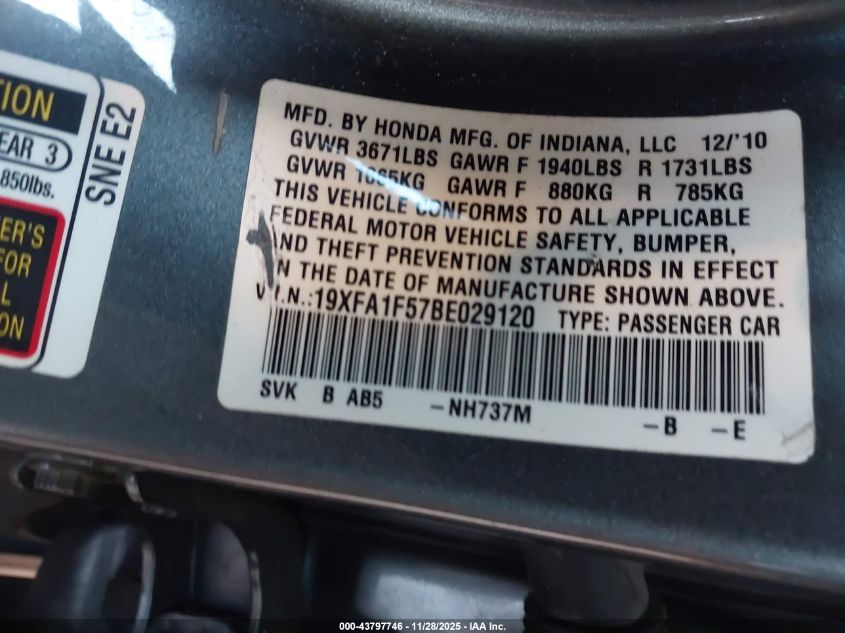 TION
EAR 3
850lbs.
SNE E2
ER'S
FOR
L
ON
MFD. BY HONDA MFG. OF INDIANA, LLC 12/'10
GVWR 3671LBS GAWR F 1940LBS R 1731LBS
GVWR 1665KG GAWR F 880KG R 785KG
THIS VEHICLE CONFORMS TO ALL APPLICABLE
FEDERAL MOTOR VEHICLE SAFETY, BUMPER,
AND THEFT PREVENTION STANDARDS IN EFFECT
ON THE DATE OF MANUFACTURE SHOWN ABOVE.
V.I.N.:19XFA1F57BE029120 TYPE: PASSENGER CAR
SVK B AB5 -NH737M -B -E
000-43797746 | 11/28/2025 | IAA Inc.